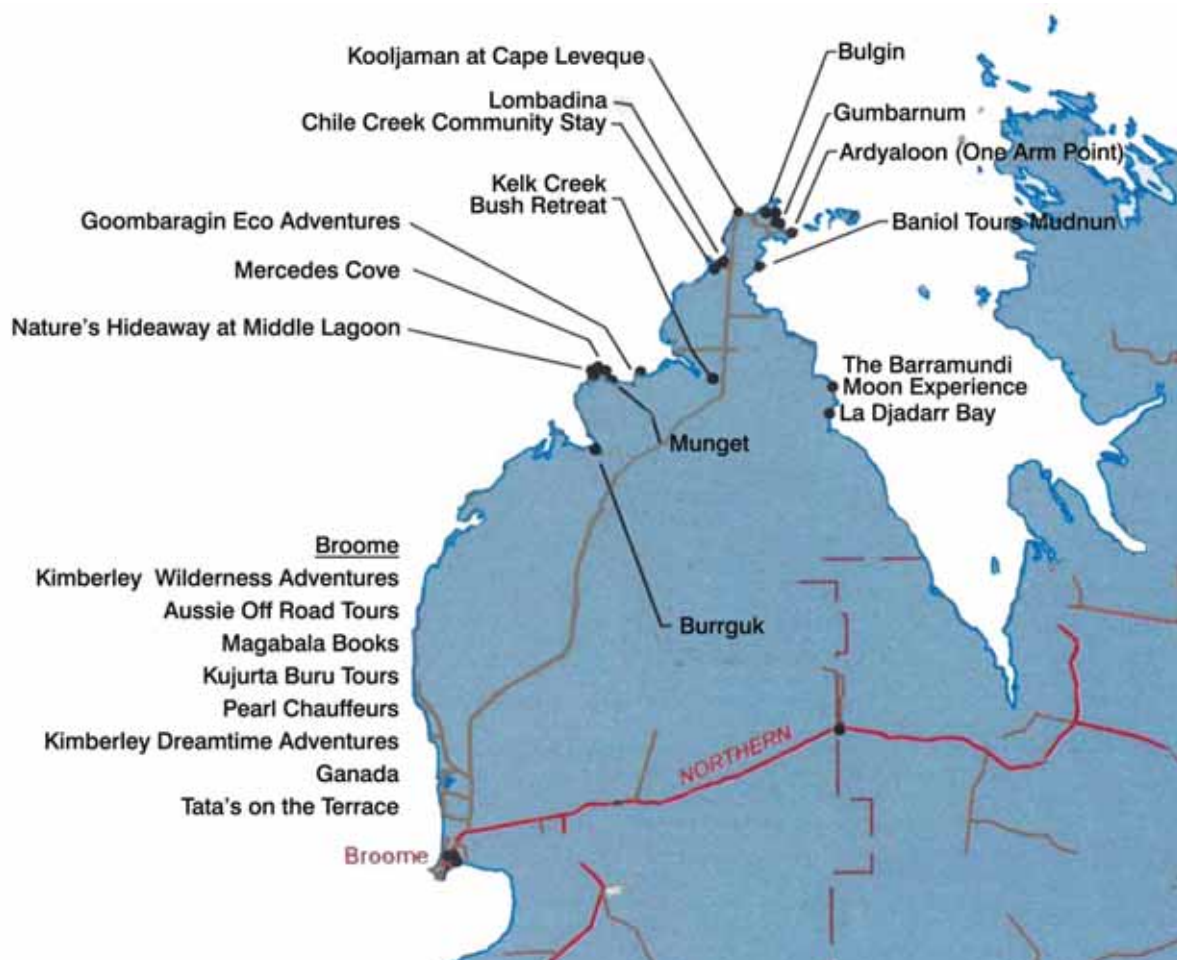 Kooljaman at Cape Leveque
Bulgin
Lombadina
Chile Creek Community Stay
Gumbarnum
Ardyaloon (One Arm Point)
Kelk Creek
Bush Retreat
Goombaragin Eco Adventures
Baniol Tours Mudnun
Mercedes Cove
Nature's Hideaway at Middle Lagoon
The Barramundi
Moon Experience
La Djadarr Bay
Munget
Broome
Kimberley Wilderness Adventures
Aussie Off Road Tours
Burrguk
Magabala Books
Kujurta Buru Tours
Pearl Chauffeurs
Kimberley Dreamtime Adventures
NORTHERN
Ganada
Tata's on the Terrace
Broome